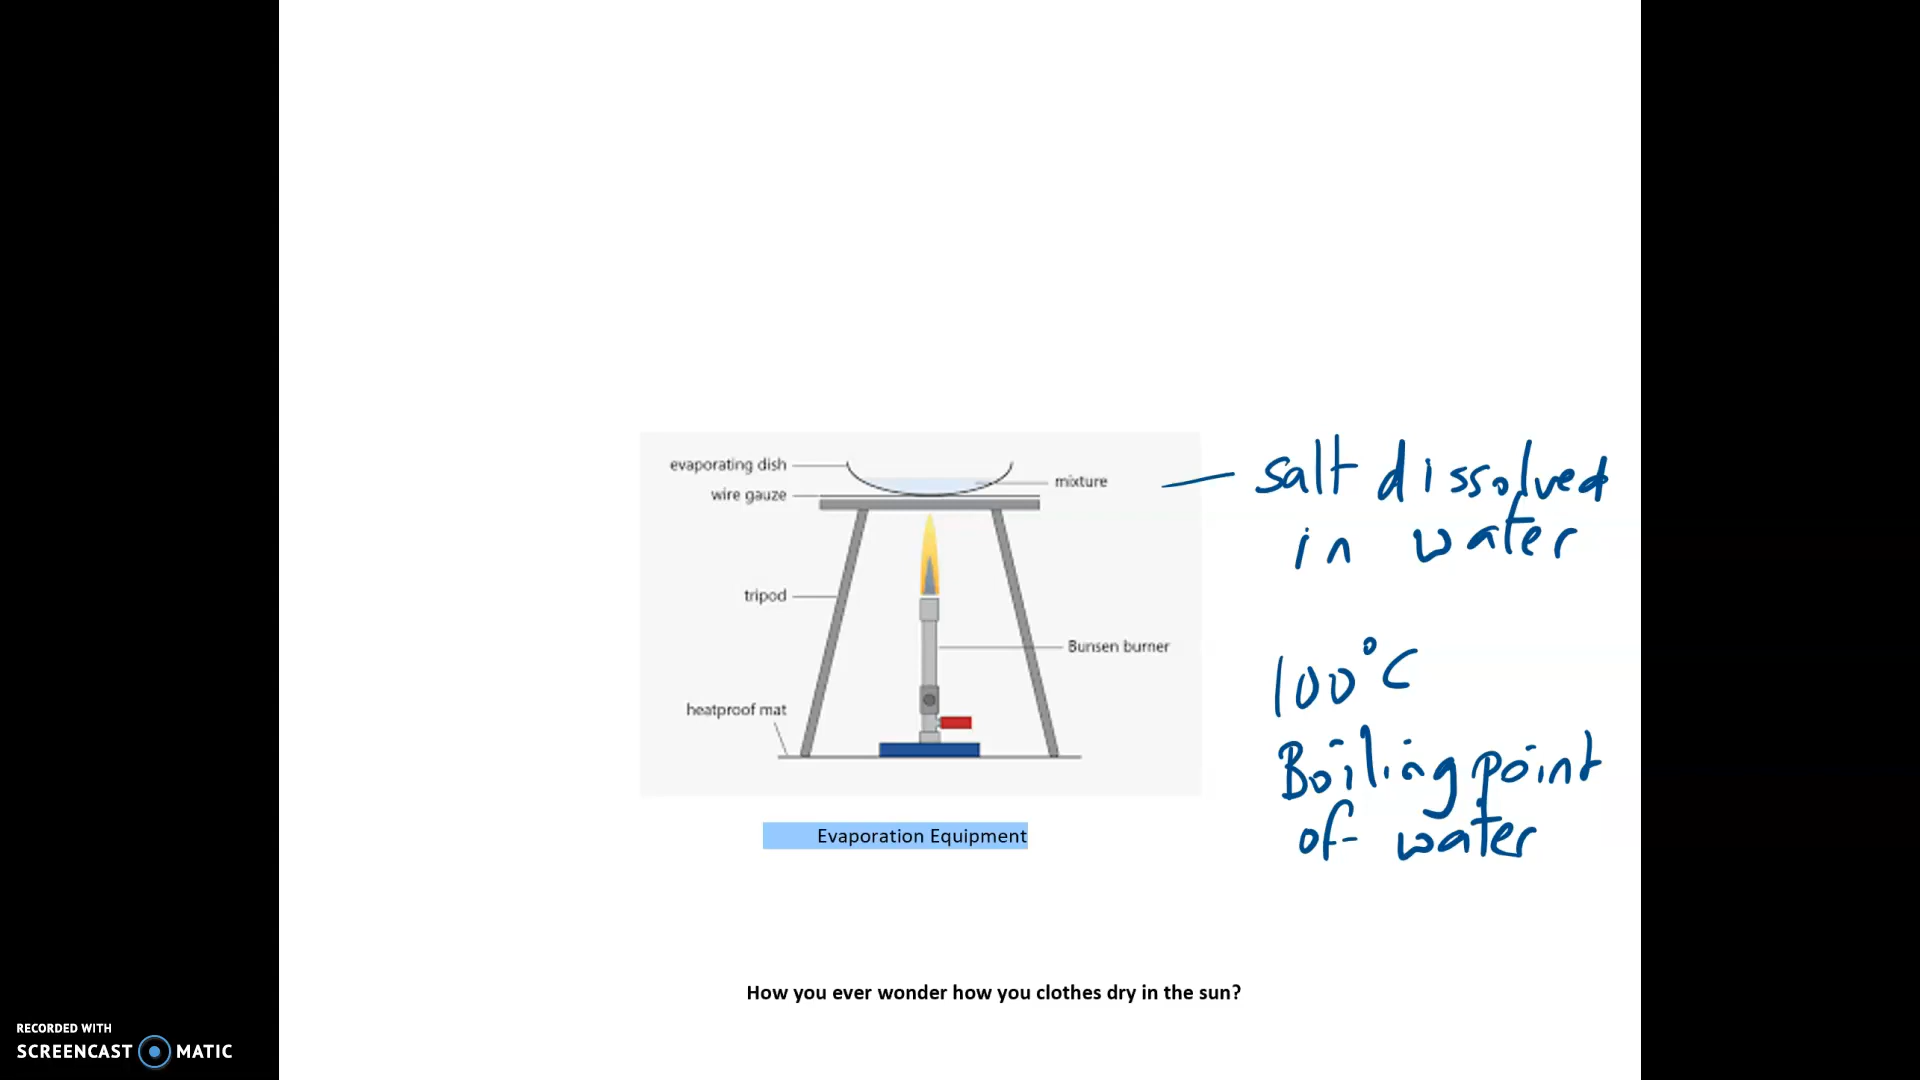 evaporating dish
wire gauze
mixture
salt dissolved
in water
tripod
Bunsen burner
100°C
heatproof mat
Boiling point
of water
Evaporation Equipment
How you ever wonder how you clothes dry in the sun?
RECORDED WITH
SCREENCAST MATIC